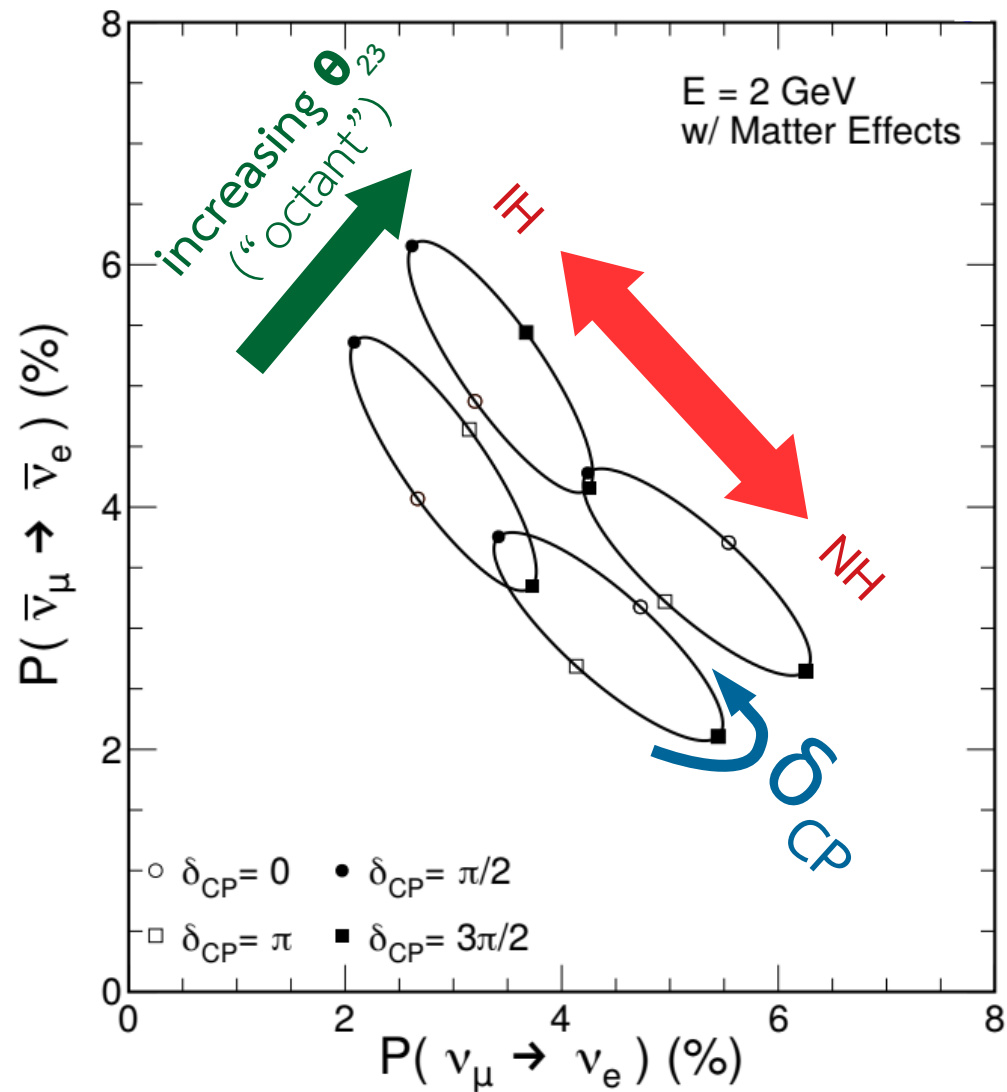 8
6
4
2
0
0
2
4
6
8
P( ν̄μ → ν̄e ) (%)
P( νμ → νe ) (%)
increasing θ23
(“octant”)
E = 2 GeV
w/ Matter Effects
IH
NH
δCP
○ δCP= 0 ● δCP= π/2
□ δCP= π ■ δCP= 3π/2